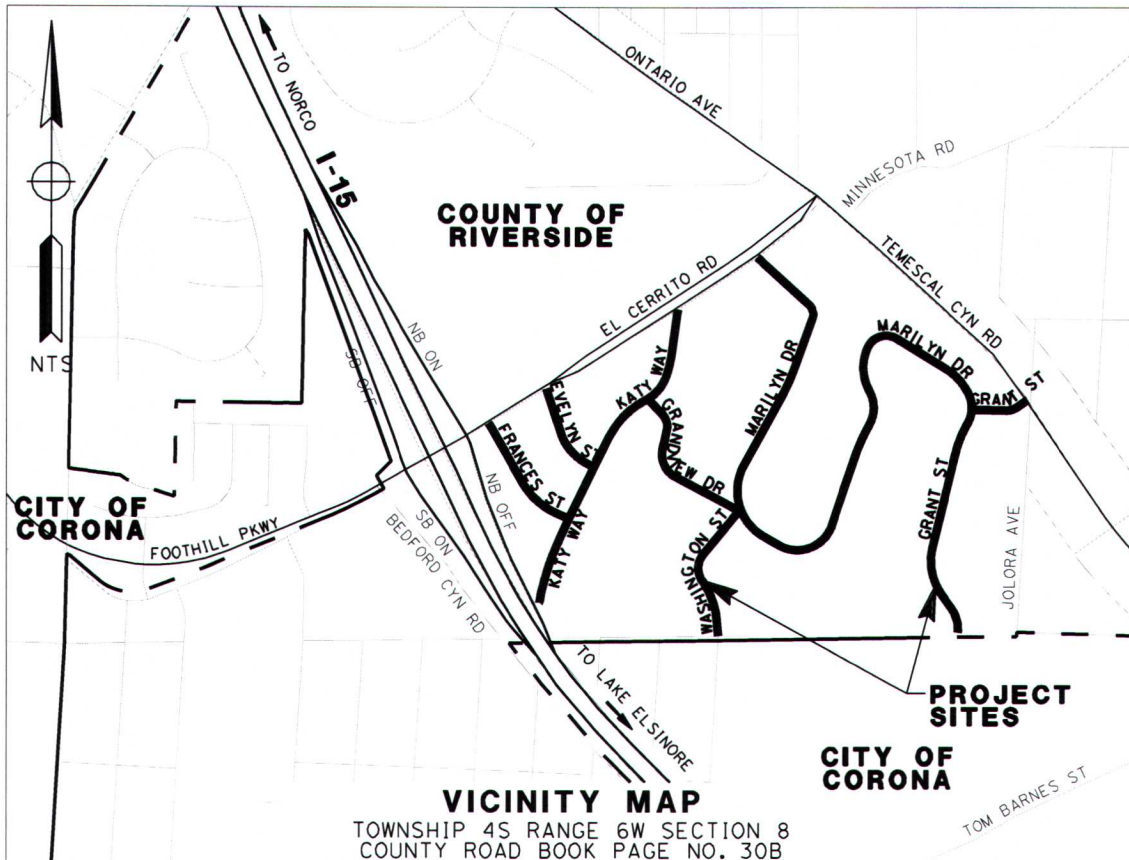 TO NORCO
ONTARIO AVE
I-15
MINNESOTA RD
COUNTY OF
RIVERSIDE
NTS
TEMESCAL CYN RD
EL CERRITO RD
NB ON
SB OFF
MARILYN DR
MARILYN DR
GRANT ST
KATY WAY
EVELYN ST
GRANDVIEW DR
FRANCES ST
NB OFF
CITY OF
CORONA
FOOTHILL PKWY
SB ON
BEDFORD CYN RD
KATY WAY
WASHINGTON ST
GRANT ST
JOLORA AVE
TO LAKE ELSINORE
PROJECT
SITES
CITY OF
CORONA
TOM BARNES ST
VICINITY MAP
TOWNSHIP 4S RANGE 6W SECTION 8
COUNTY ROAD BOOK PAGE NO. 30B